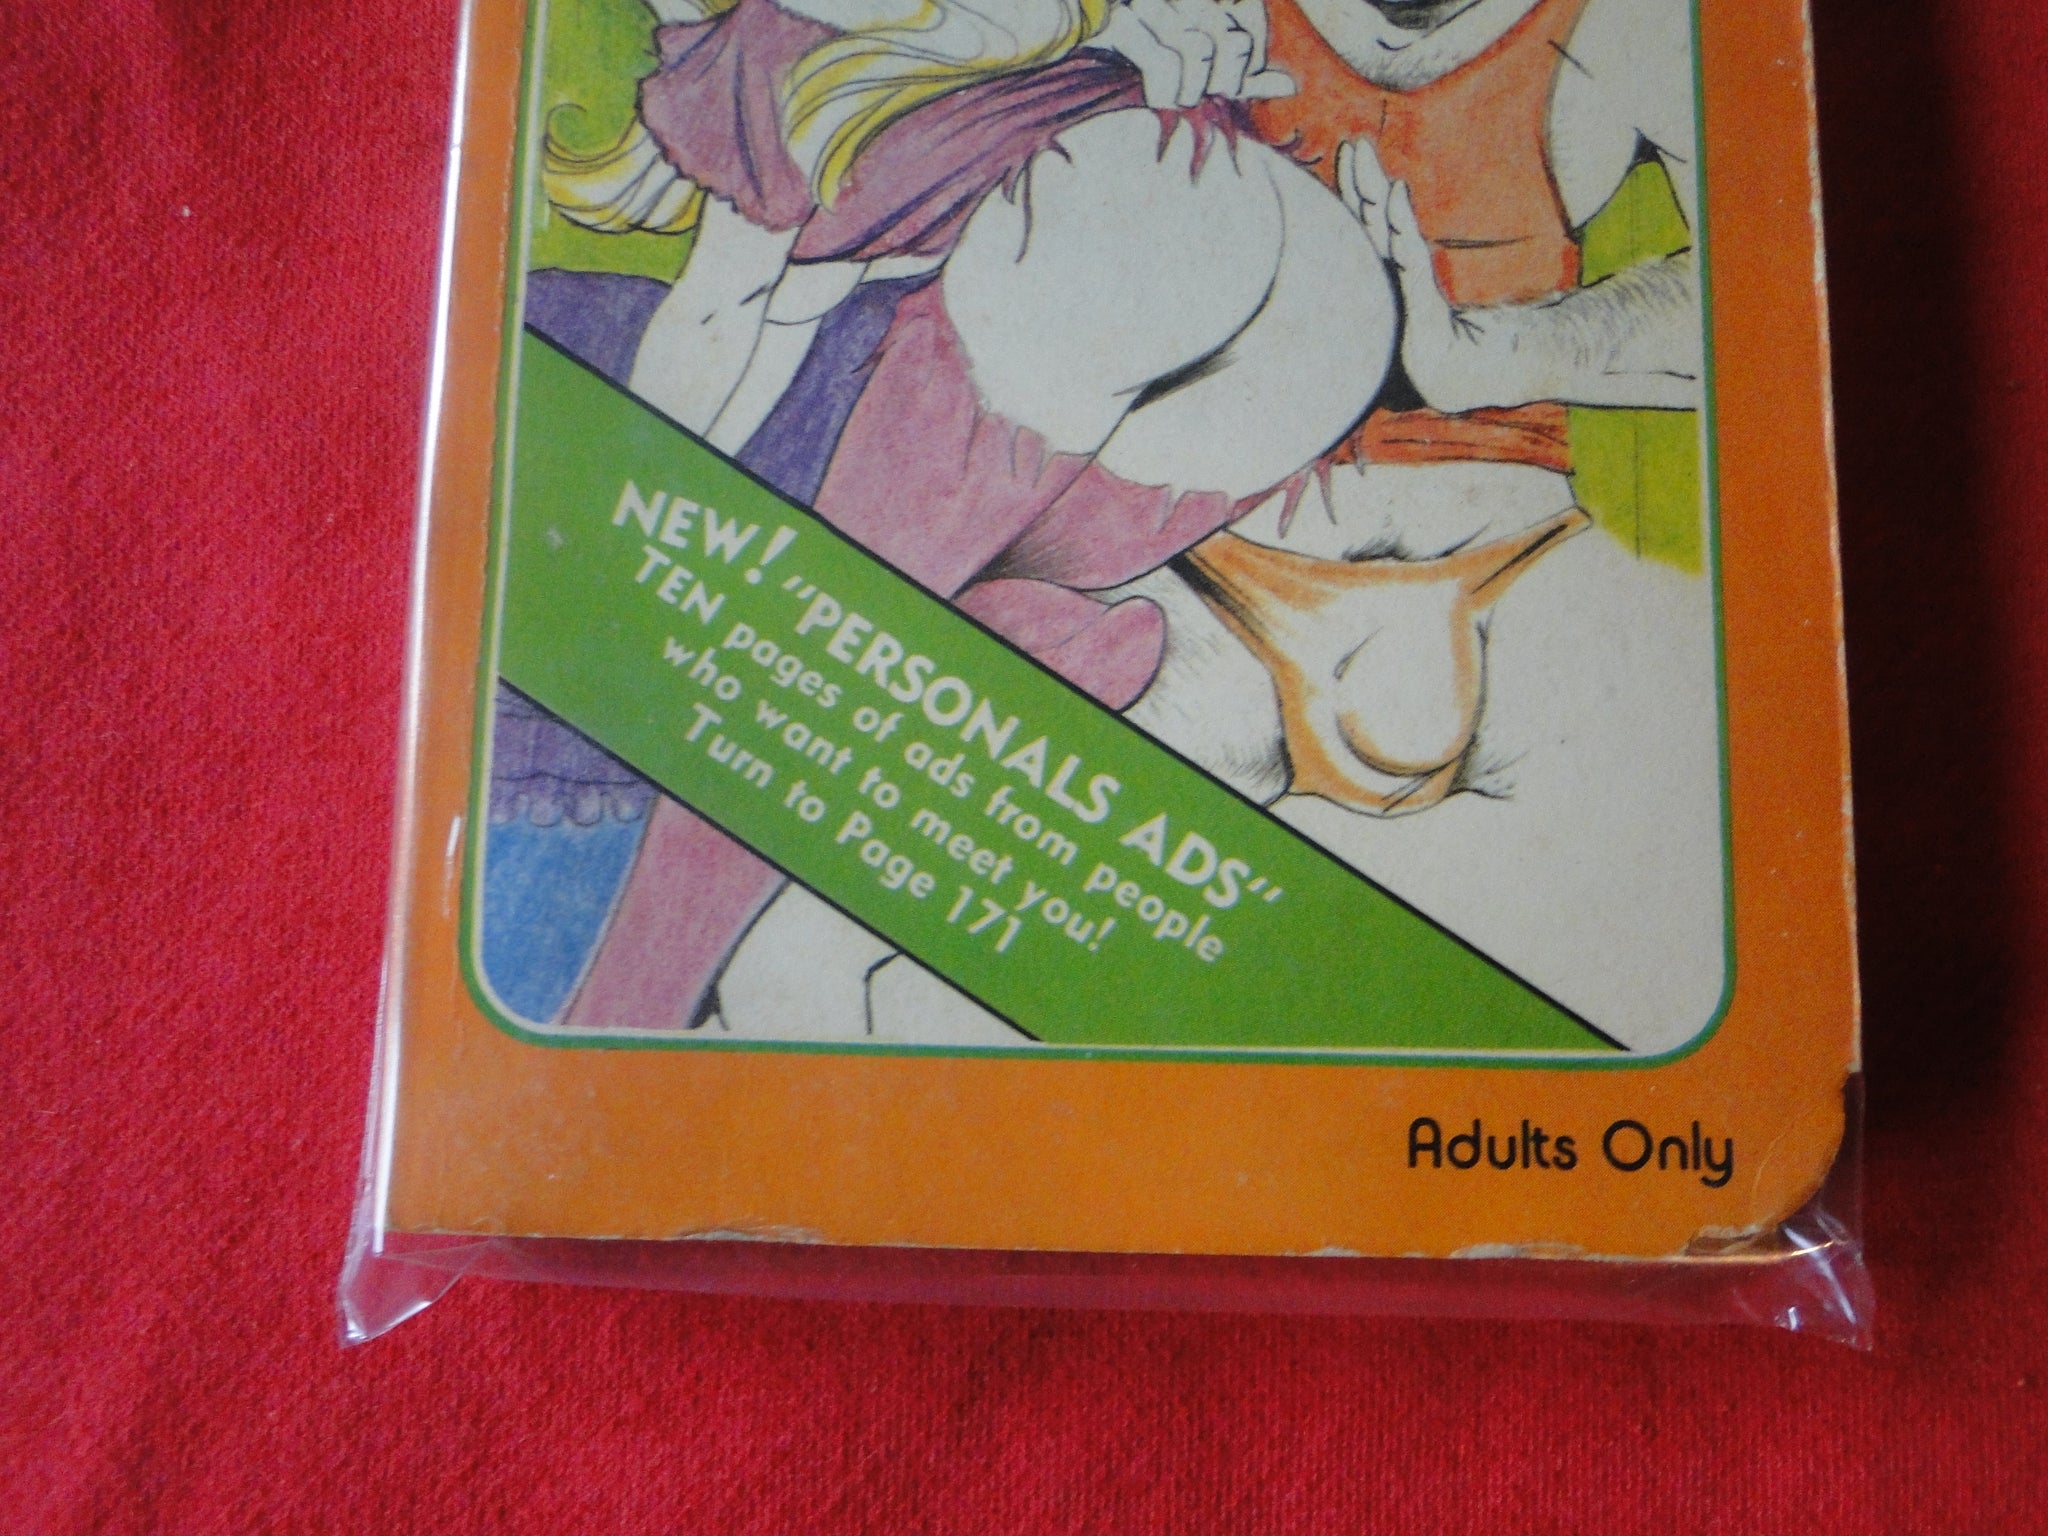 NEW! "PERSONALS ADS"
TEN pages of ads from people
who want to meet you!
Turn to Page 171
Adults Only